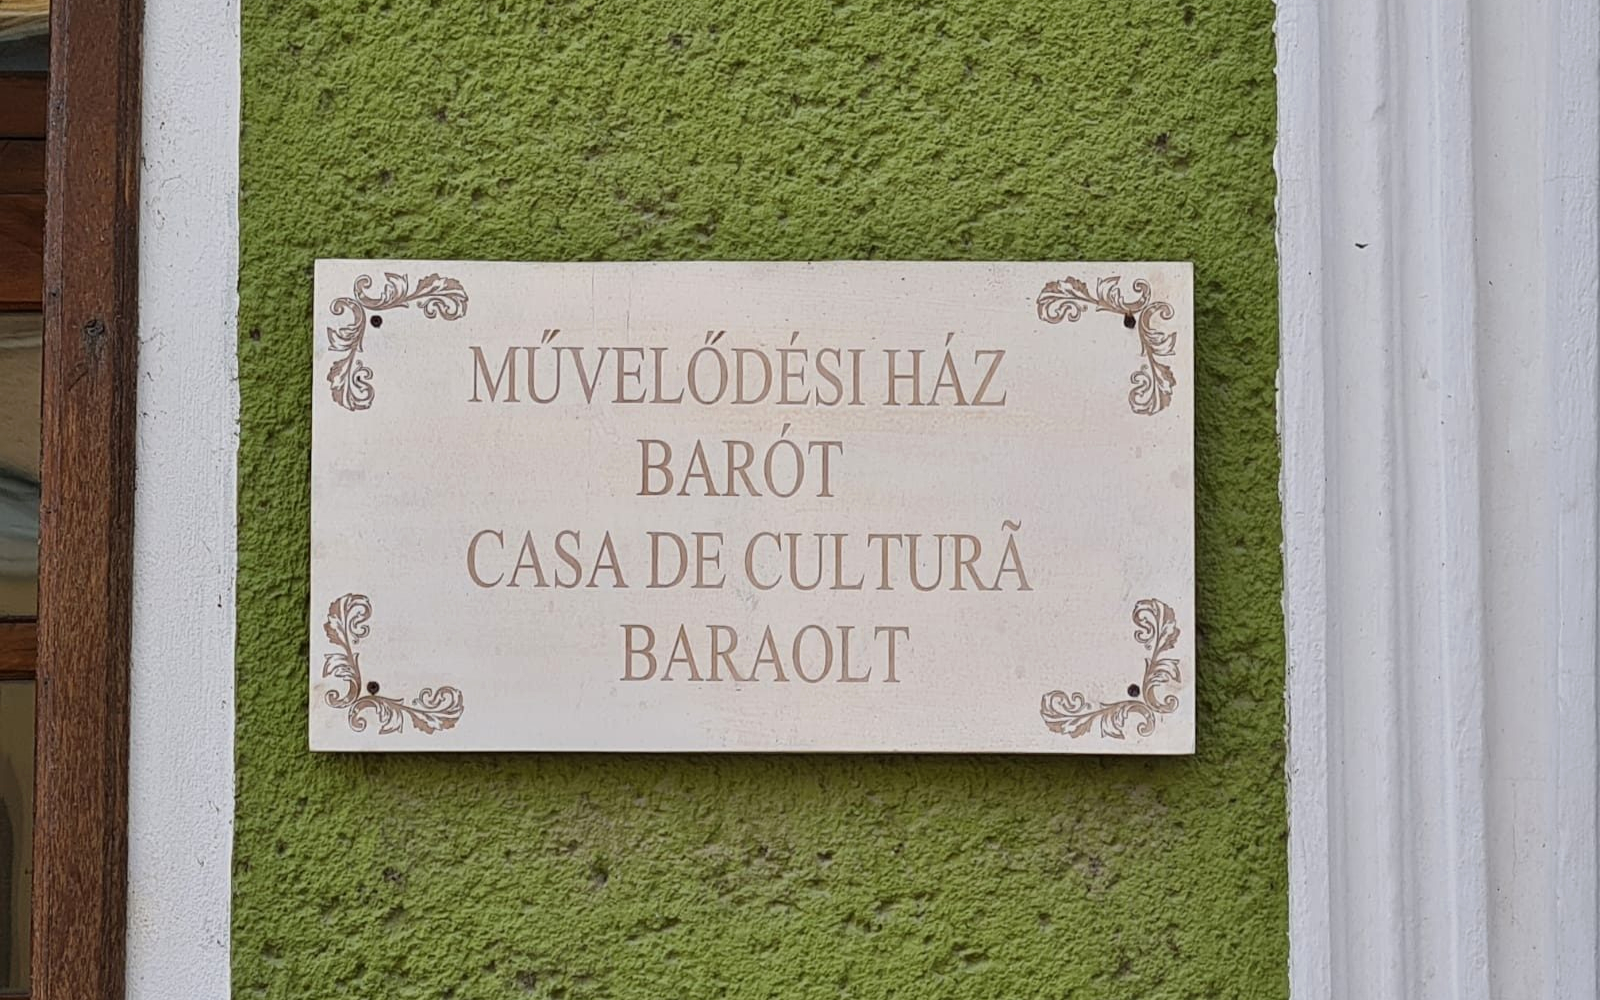 MŰVELŐDÉSI HÁZ
BARÓT
CASA DE CULTURÃ
BARAOLT